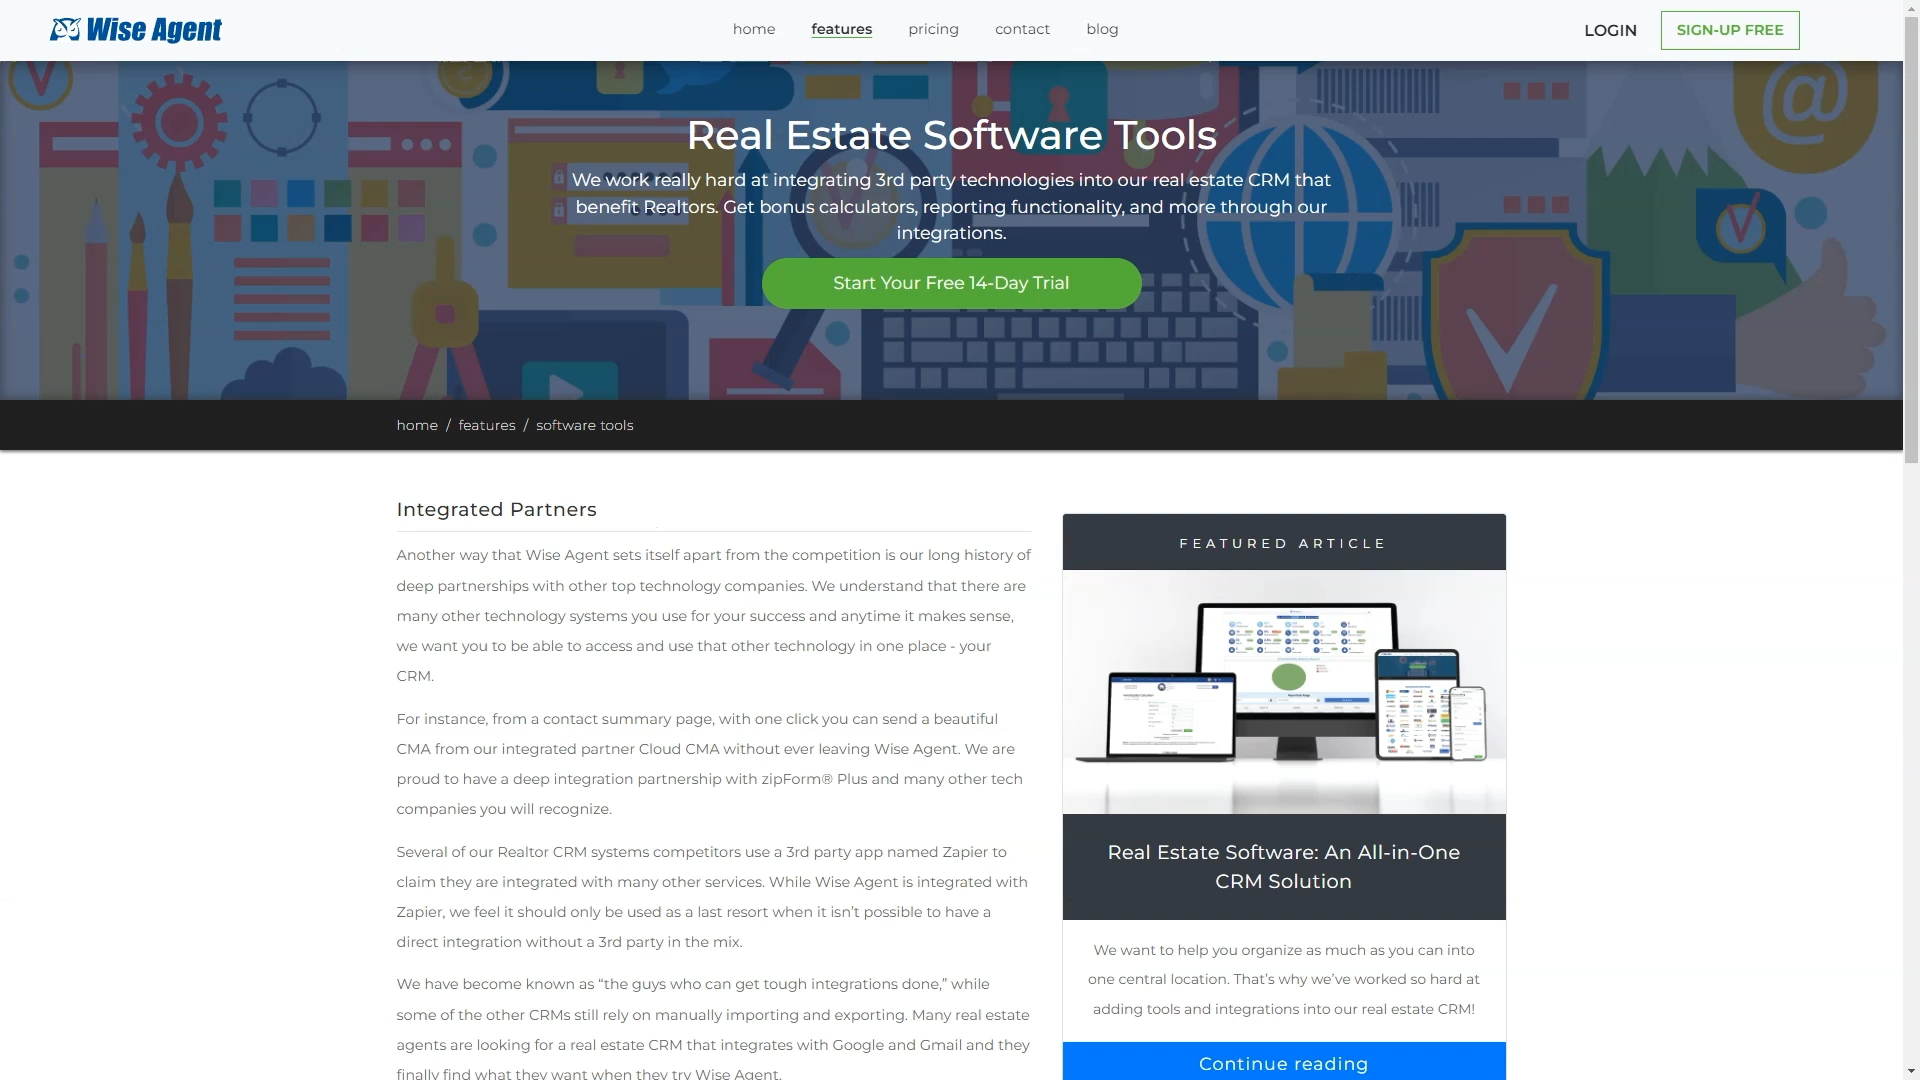 Wise Agent
home
features
pricing
contact
blog
LOGIN
SIGN-UP FREE
Real Estate Software Tools
We work really hard at integrating 3rd party technologies into our real estate CRM that
benefit Realtors. Get bonus calculators, reporting functionality, and more through our
integrations.
Start Your Free 14-Day Trial
home / features / software tools
Integrated Partners
Another way that Wise Agent sets itself apart from the competition is our long history of
deep partnerships with other top technology companies. We understand that there are
many other technology systems you use for your success and anytime it makes sense,
we want you to be able to access and use that other technology in one place - your
CRM.
For instance, from a contact summary page, with one click you can send a beautiful
CMA from our integrated partner Cloud CMA without ever leaving Wise Agent. We are
proud to have a deep integration partnership with zipForm® Plus and many other tech
companies you will recognize.
Several of our Realtor CRM systems competitors use a 3rd party app named Zapier to
claim they are integrated with many other services. While Wise Agent is integrated with
Zapier, we feel it should only be used as a last resort when it isn’t possible to have a
direct integration without a 3rd party in the mix.
We have become known as “the guys who can get tough integrations done,” while
some of the other CRMs still rely on manually importing and exporting. Many real estate
agents are looking for a real estate CRM that integrates with Google and Gmail and they
finally find what they want when they try Wise Agent.
FEATURED ARTICLE
Real Estate Software: An All-in-One
CRM Solution
We want to help you organize as much as you can into
one central location. That’s why we’ve worked so hard at
adding tools and integrations into our real estate CRM!
Continue reading